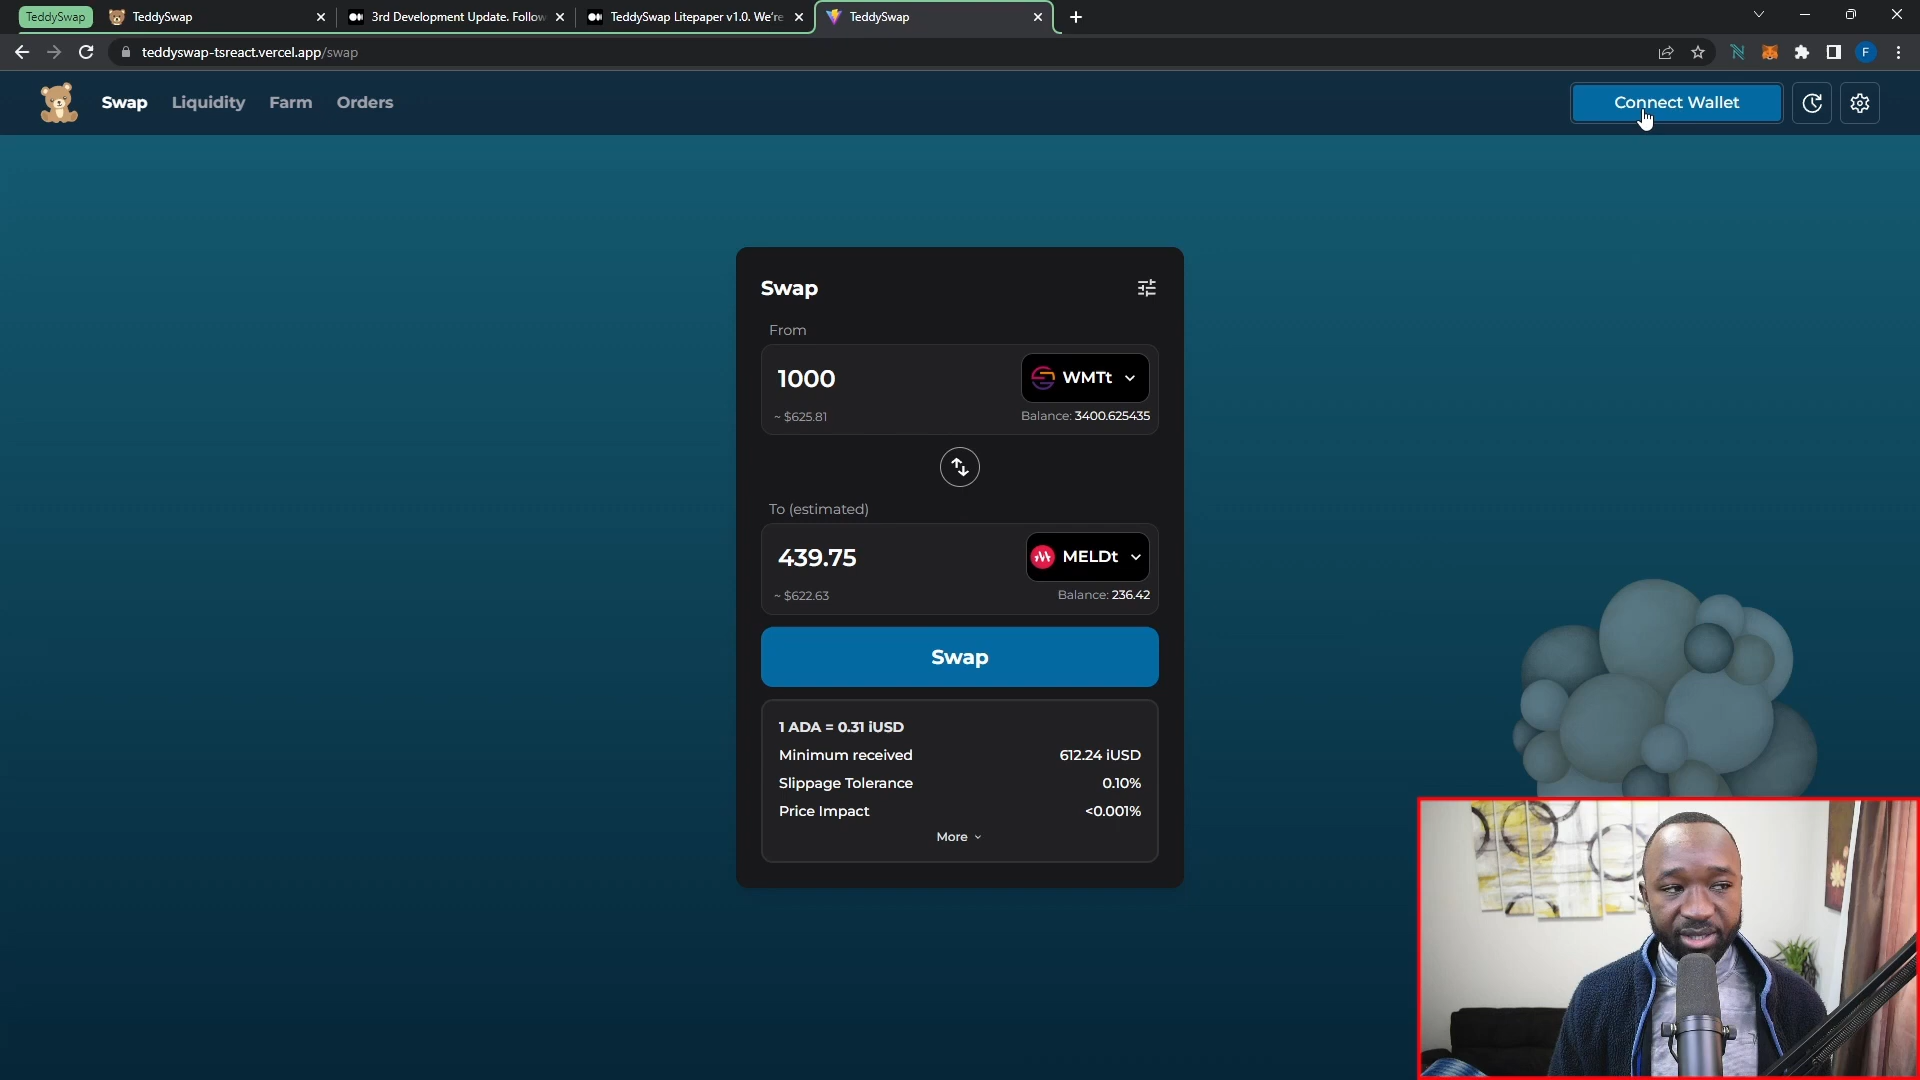 TeddySwap
TeddySwap
3rd Development Update. Follow
TeddySwap Litepaper v1.0. We're
TeddySwap
teddyswap-tsreact.vercel.app/swap
F
Swap
Liquidity
Farm
Orders
Connect Wallet
Swap
From
1000
WMTt
~ $625.81
Balance: 3400.625435
To (estimated)
439.75
MELDt
~ $622.63
Balance: 236.42
Swap
1 ADA = 0.31 iUSD
Minimum received
612.24 iUSD
Slippage Tolerance
0.10%
Price Impact
<0.001%
More